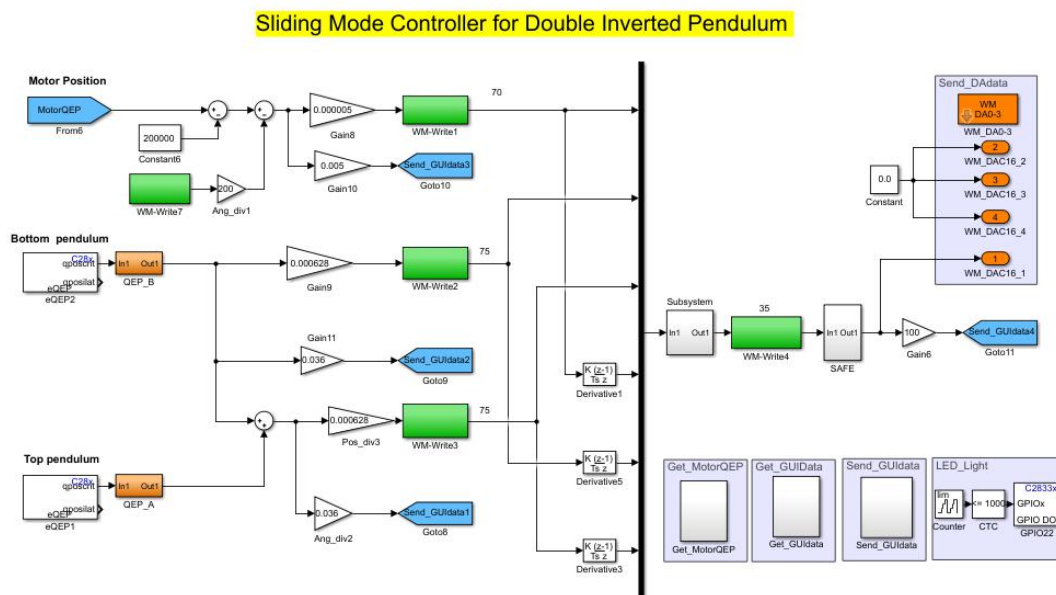 Sliding Mode Controller for Double Inverted Pendulum
Motor Position
MotorQEP
From6
200000
Constant6
WM-Write7
200
Ang_div1
0.000005
Gain8
0.005
Gain10
WM-Write1
70
Send_GUIdata3
Goto10
Bottom pendulum
C28x
qposcnt
eQEP
qposilat
eQEP2
In1 Out1
QEP_B
0.000628
Gain9
WM-Write2
75
Gain11
0.036
Send_GUIdata2
Goto9
0.000628
Pos_div3
WM-Write3
75
Top pendulum
C28x
qposcnt
eQEP
qposilat
eQEP1
In1 Out1
QEP_A
0.036
Ang_div2
Send_GUIdata1
Goto8
K (z-1)
Ts z
Derivative1
K (z-1)
Ts z
Derivative5
K (z-1)
Ts z
Derivative3
Subsystem
In1 Out1
35
WM-Write4
In1 Out1
SAFE
100
Gain6
Send_GUIdata4
Goto11
Send_DAdata
WM
DA0-3
WM_DA0-3
2
WM_DAC16_2
3
WM_DAC16_3
4
WM_DAC16_4
1
WM_DAC16_1
0.0
Constant
Get_MotorQEP
Get_MotorQEP
Get_GUIData
Get_GUIdata
Send_GUIdata
Send_GUIdata
LED_Light
lim
Counter
<= 1000
CTC
C2833x
GPIOx
GPIO DO
GPIO22